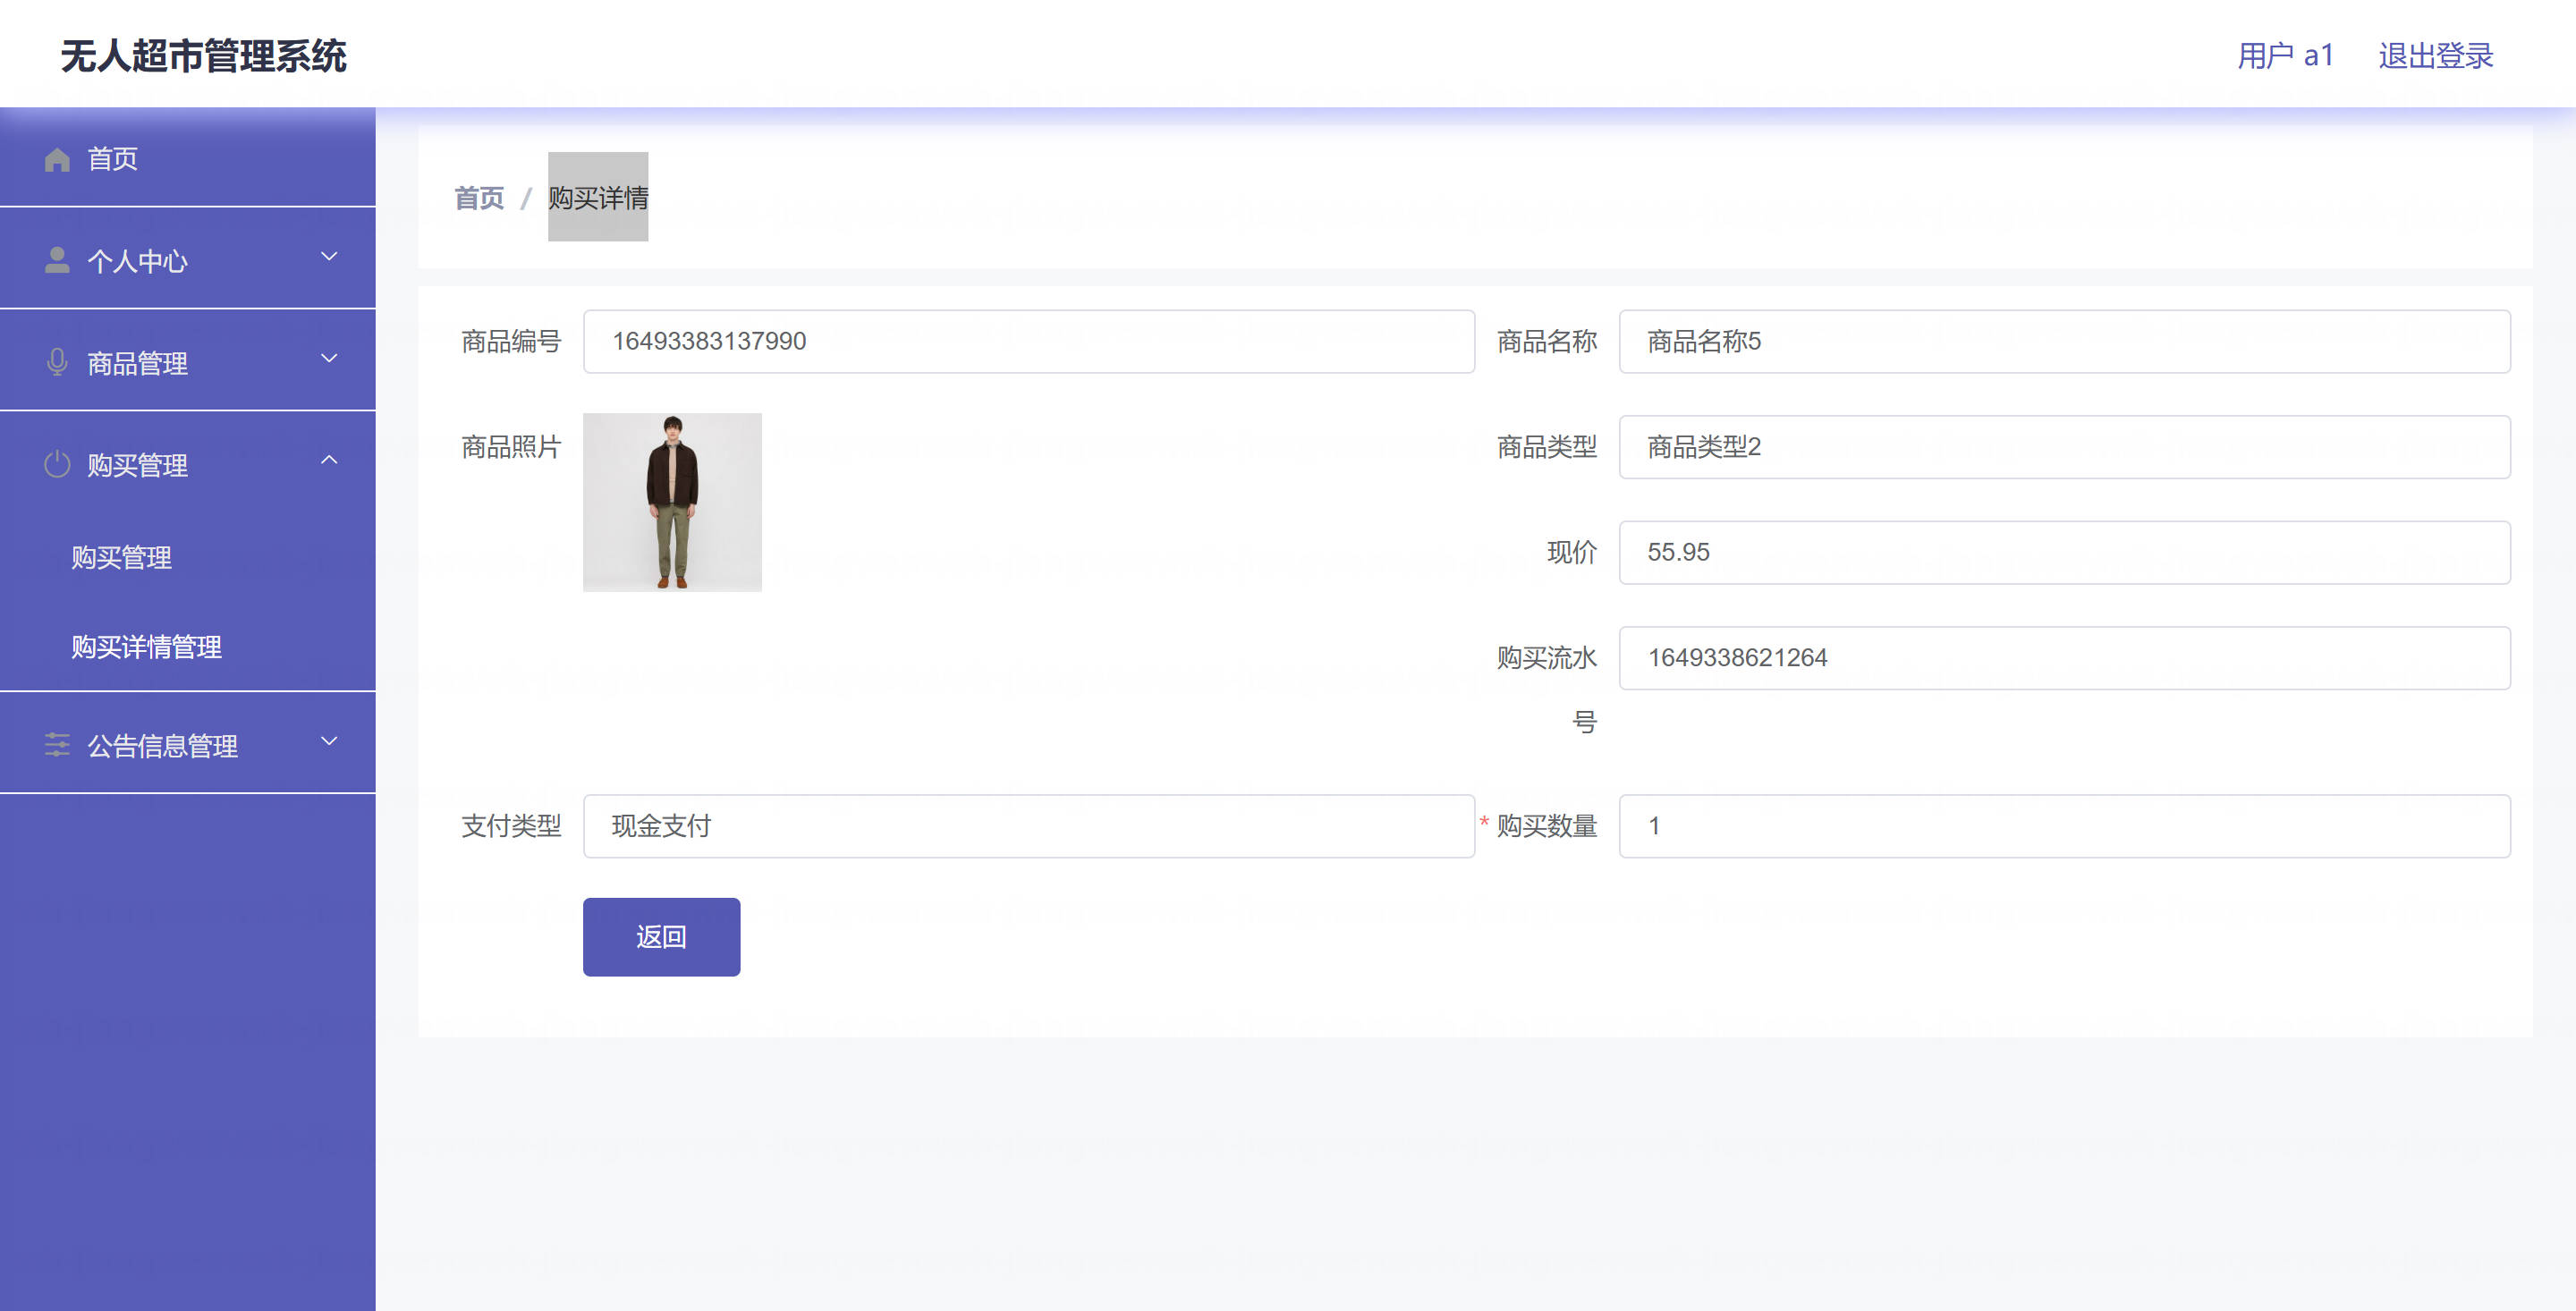 无人超市管理系统
用户 a1 退出登录
首页
个人中心
商品管理
购买管理
购买管理
购买详情管理
公告信息管理
首页 / 购买详情
商品编号 16493383137990 商品名称 商品名称5
商品照片 商品类型 商品类型2
现价 55.95
购买流水 1649338621264
号
支付类型 现金支付 * 购买数量 1
返回